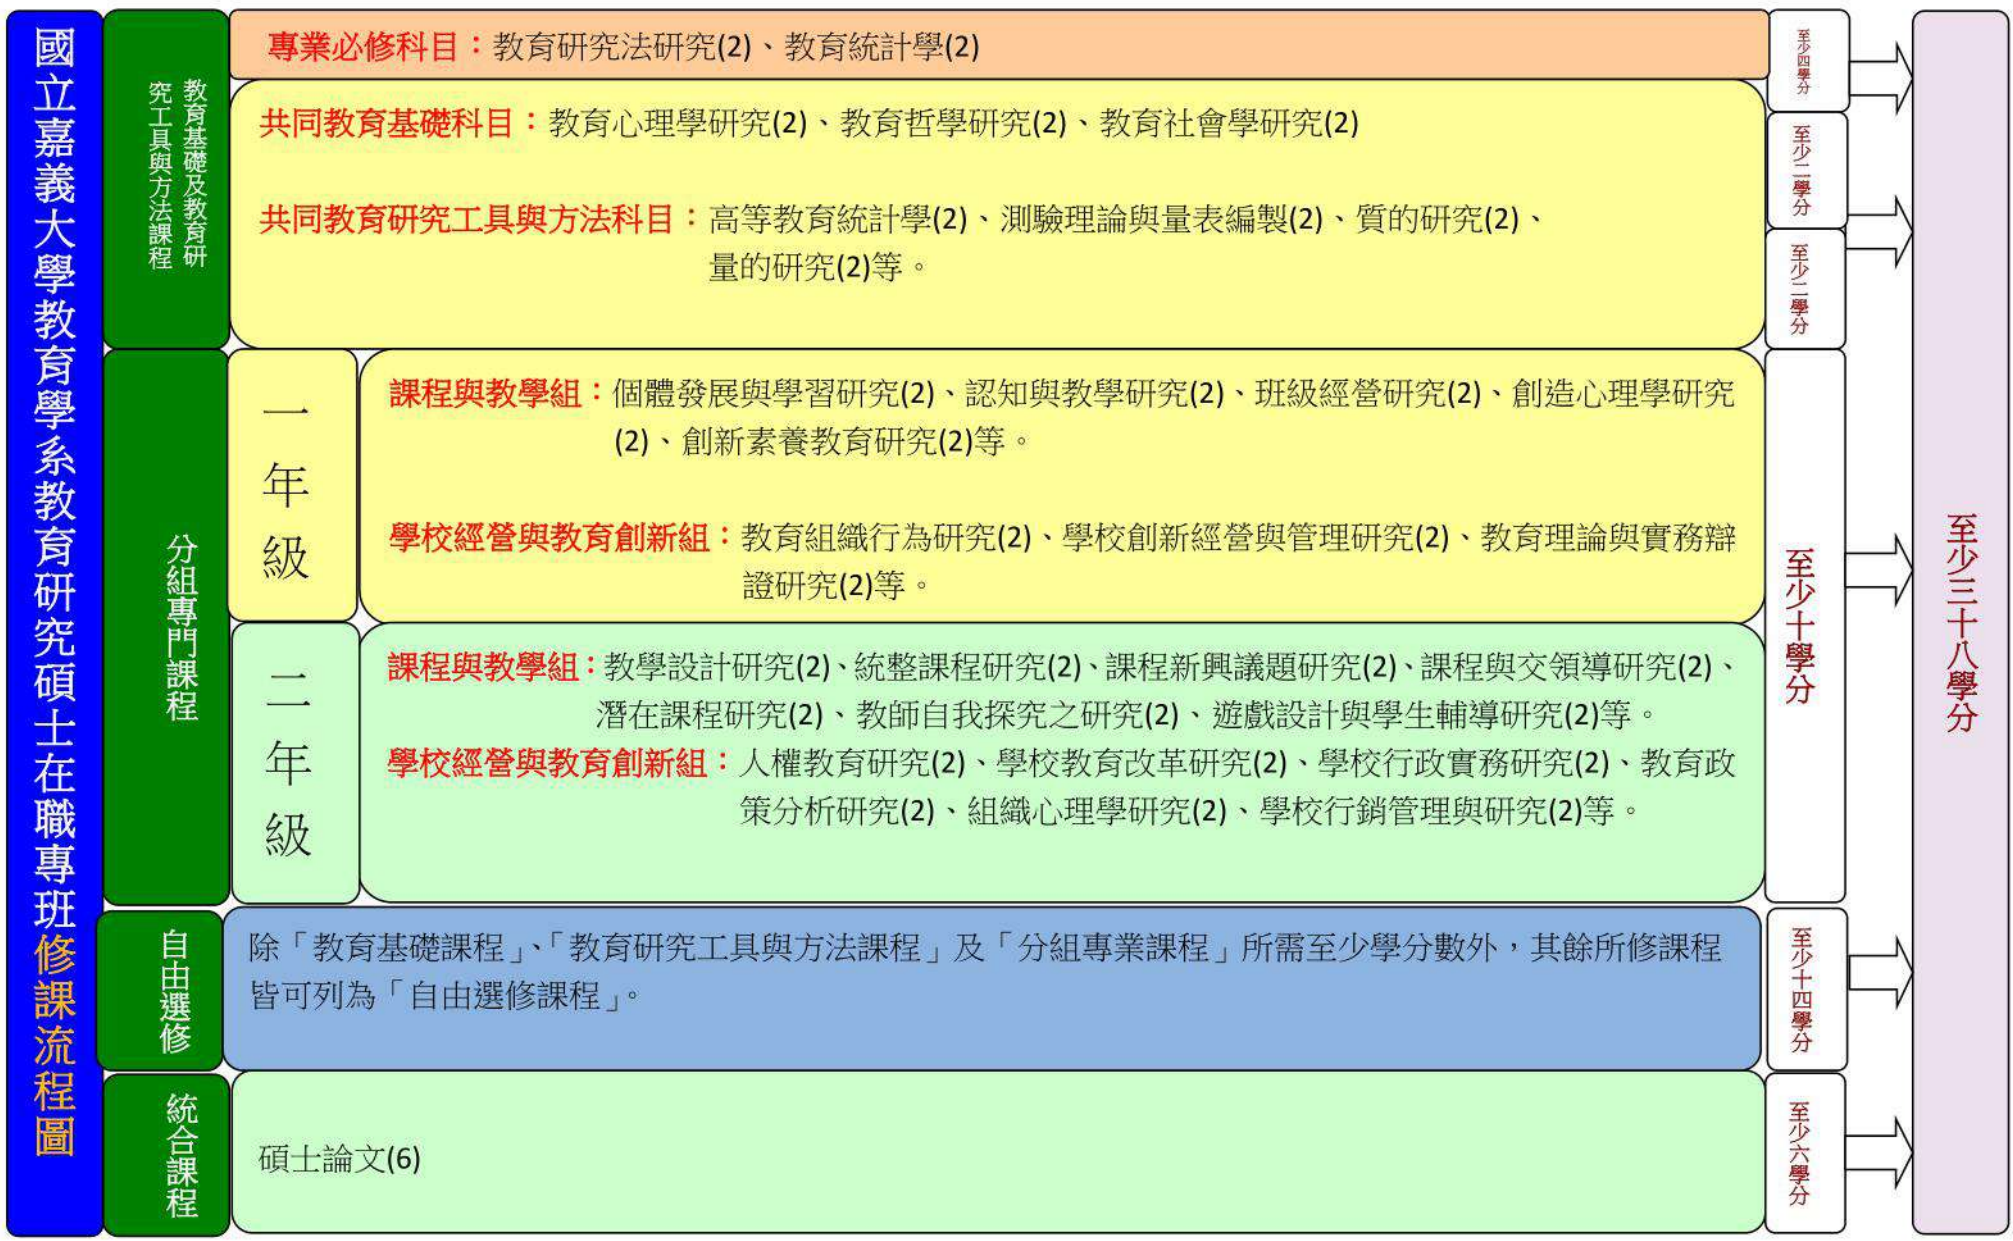 國立嘉義大學教育學系教育研究碩士在職專班修課流程圖
教育基礎及教育研
究工具與方法課程
專業必修科目：教育研究法研究(2)、教育統計學(2)
至少四學分
共同教育基礎科目：教育心理學研究(2)、教育哲學研究(2)、教育社會學研究(2)
至少二學分
共同教育研究工具與方法科目：高等教育統計學(2)、測驗理論與量表編製(2)、質的研究(2)、
量的研究(2)等。
至少二學分
分組專門課程
一年級
課程與教學組：個體發展與學習研究(2)、認知與教學研究(2)、班級經營研究(2)、創造心理學研究
(2)、創新素養教育研究(2)等。
學校經營與教育創新組：教育組織行為研究(2)、學校創新經營與管理研究(2)、教育理論與實務辯
證研究(2)等。
二年級
課程與教學組：教學設計研究(2)、統整課程研究(2)、課程新興議題研究(2)、課程與交領導研究(2)、
潛在課程研究(2)、教師自我探究之研究(2)、遊戲設計與學生輔導研究(2)等。
學校經營與教育創新組：人權教育研究(2)、學校教育改革研究(2)、學校行政實務研究(2)、教育政
策分析研究(2)、組織心理學研究(2)、學校行銷管理與研究(2)等。
至少十學分
自由選修
除「教育基礎課程」、「教育研究工具與方法課程」及「分組專業課程」所需至少學分數外，其餘所修課程
皆可列為「自由選修課程」。
至少十四學分
統合課程
碩士論文(6)
至少六學分
至少三十八學分